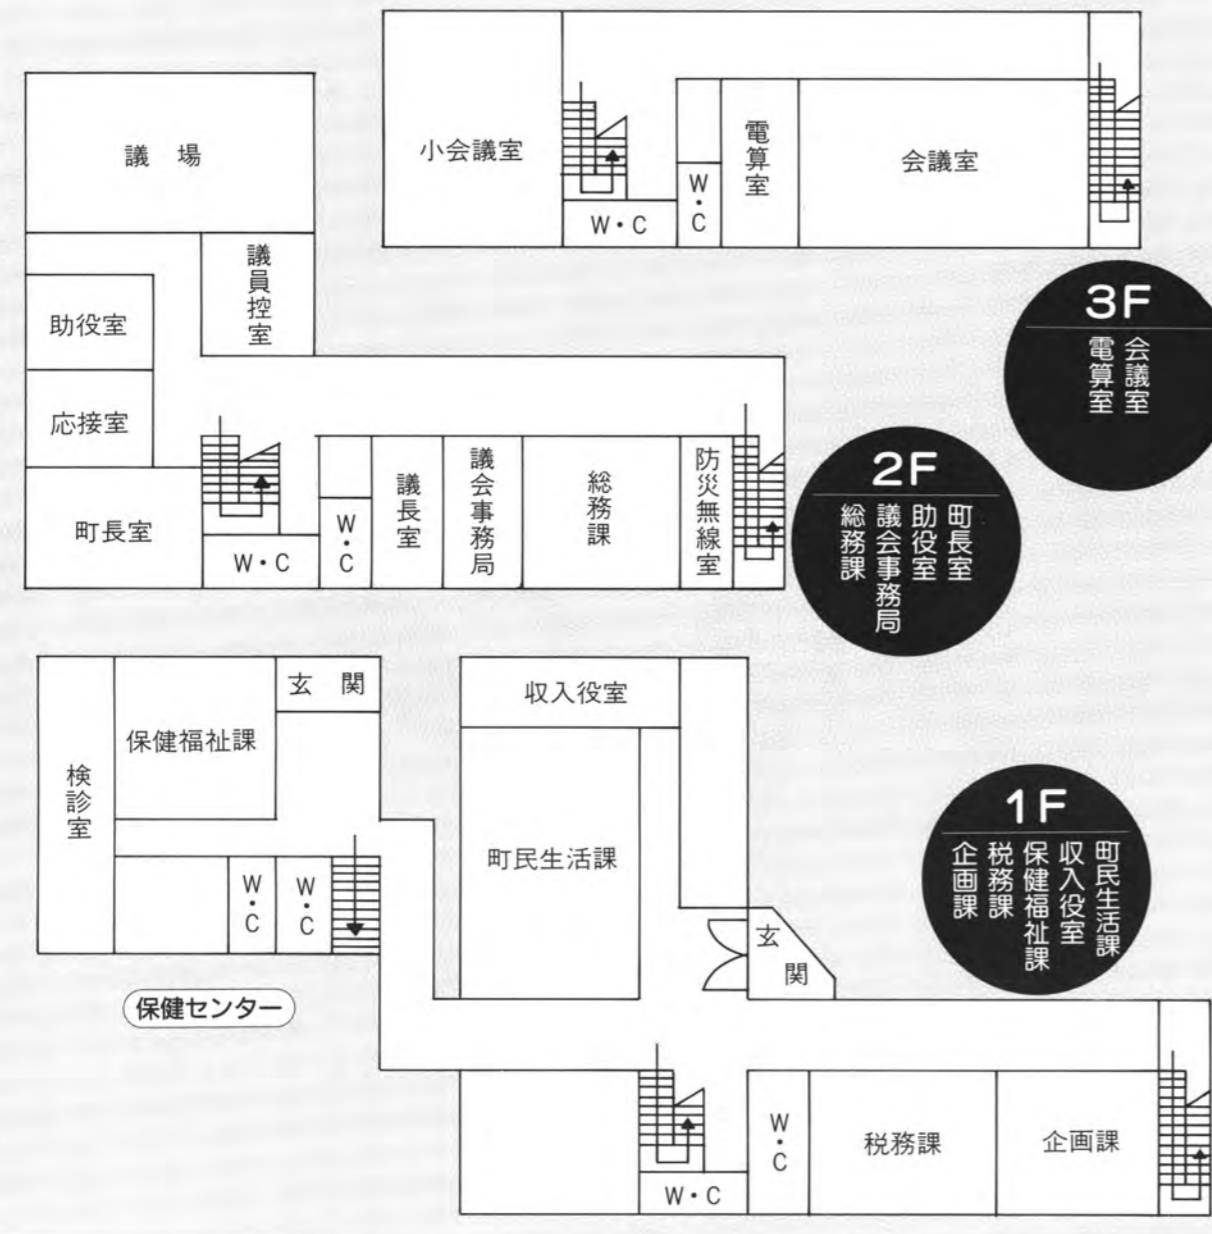 小会議室
W・C
W・C
電算室
会議室
3F
会議室
電算室
議場
議員控室
助役室
応接室
町長室
W・C
W・C
議長室
議会事務局
総務課
防災無線室
2F
町長室
助役室
議会事務局
総務課
検診室
保健福祉課
玄関
W・C
W・C
保健センター
収入役室
町民生活課
玄関
W・C
W・C
税務課
企画課
1F
町民生活課
収入役室
保健福祉課
税務課
企画課